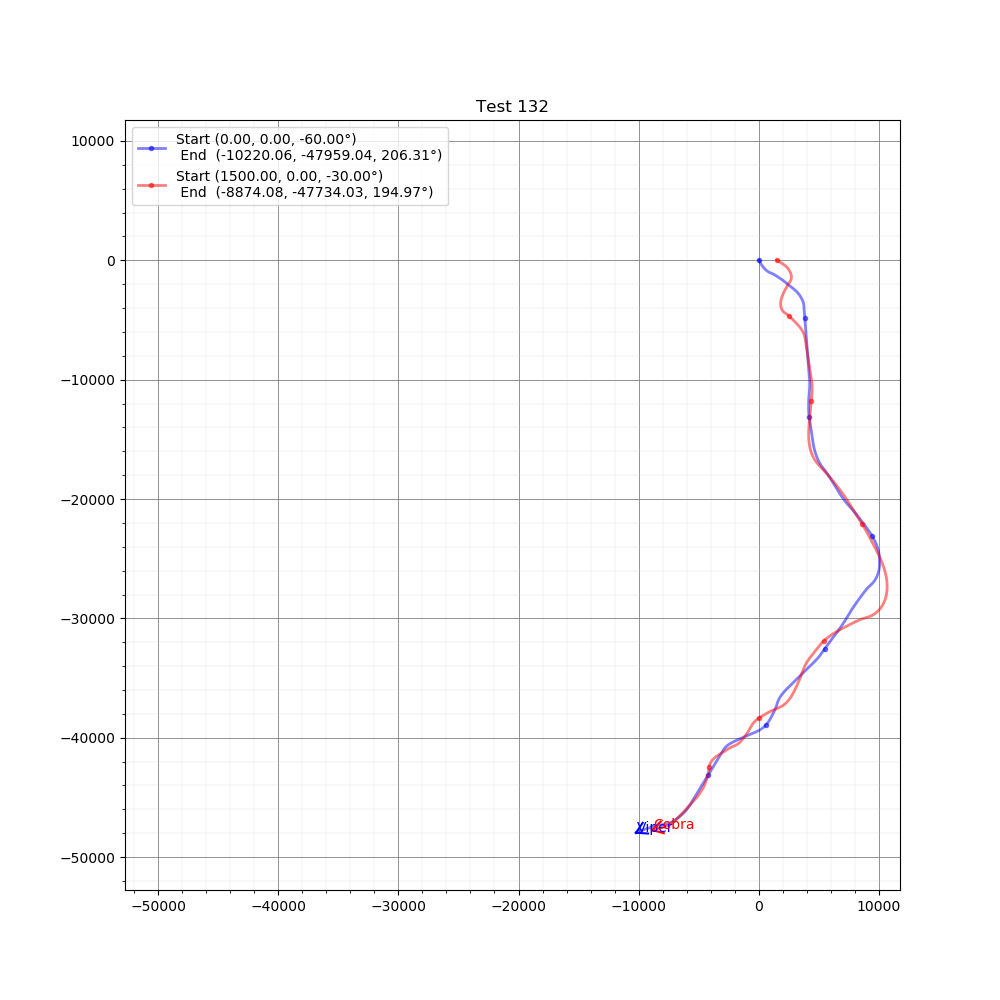 Test 132
Start (0.00, 0.00, -60.00°)
End (-10220.06, -47959.04, 206.31°)
Start (1500.00, 0.00, -30.00°)
End (-8874.08, -47734.03, 194.97°)
10000
0
−10000
−20000
−30000
−40000
−50000
Viper
Cobra
−50000
−40000
−30000
−20000
−10000
0
10000